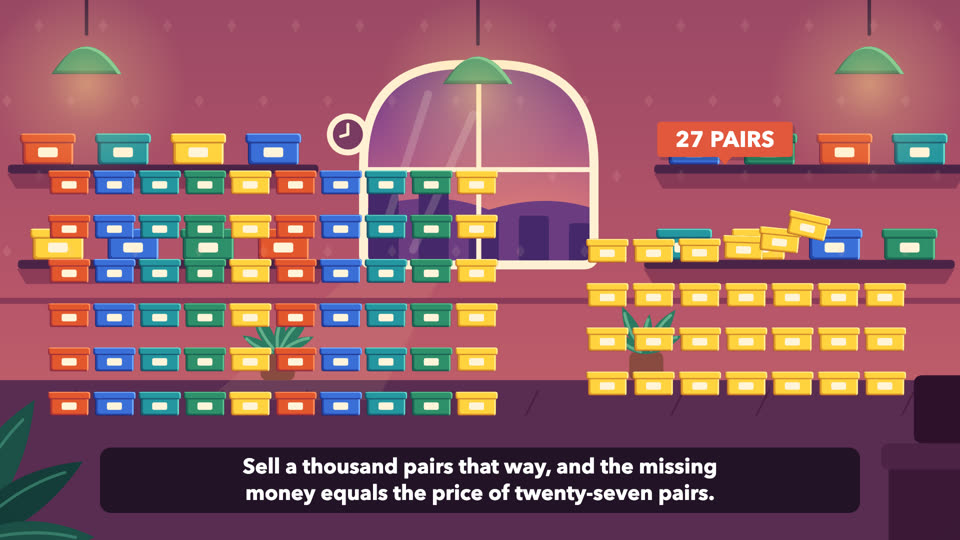 27 PAIRS
Sell a thousand pairs that way, and the missing
money equals the price of twenty-seven pairs.